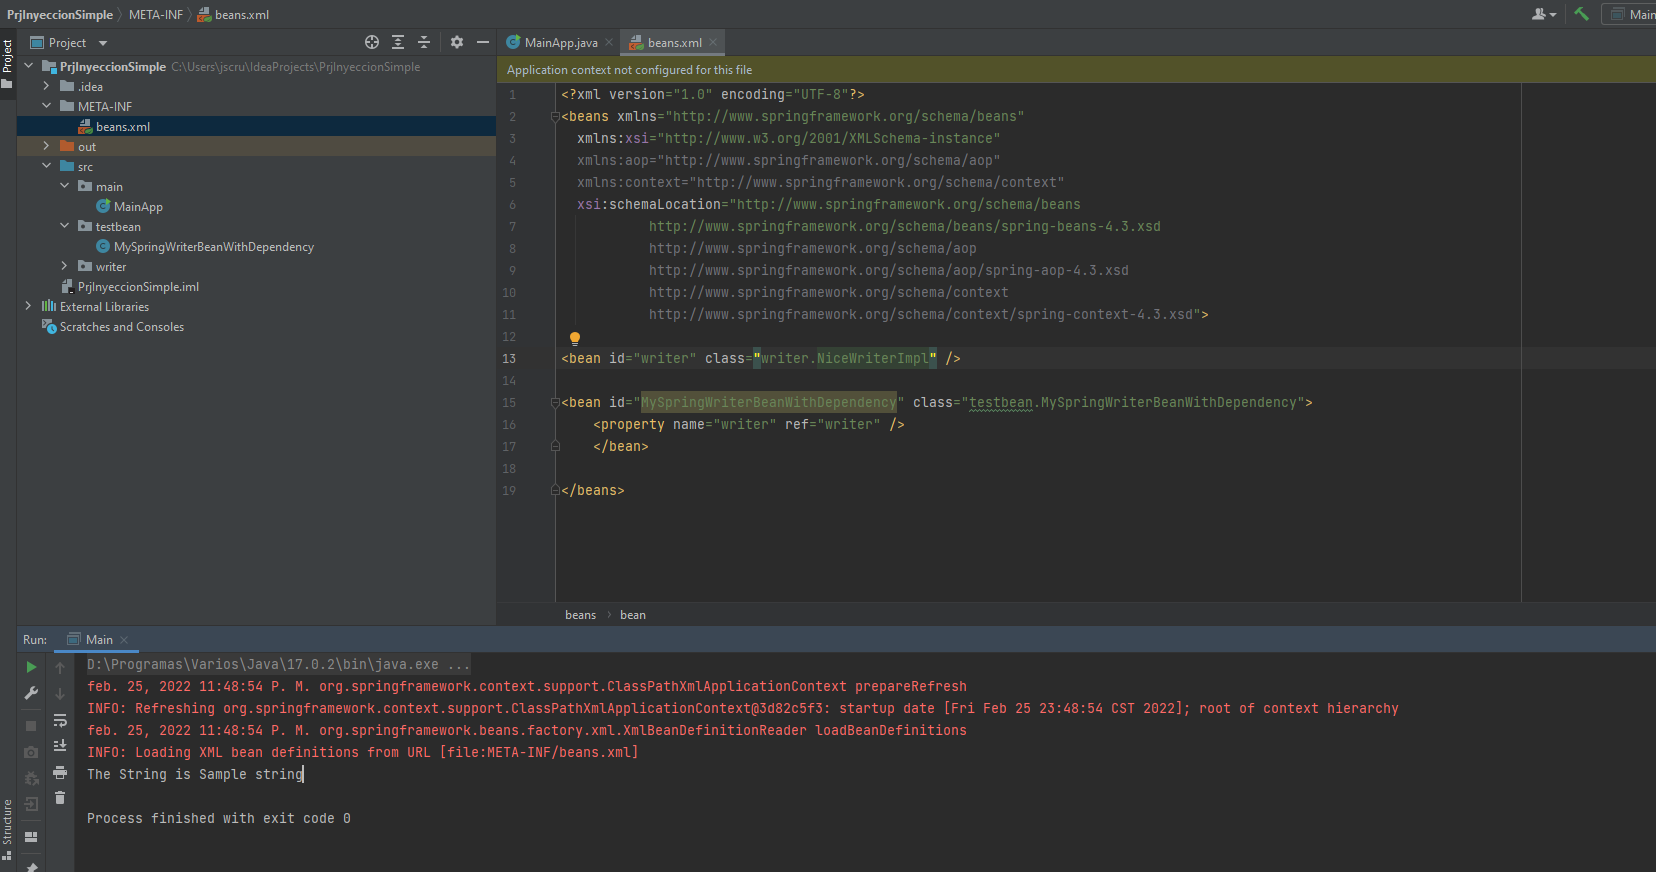 PrjInyeccionSimple META-INF beans.xml
Main
Project
Project
PrjInyeccionSimple C:\Users\jscru\IdeaProjects\PrjInyeccionSimple
.idea
META-INF
beans.xml
out
src
main
MainApp
testbean
MySpringWriterBeanWithDependency
writer
PrjInyeccionSimple.iml
External Libraries
Scratches and Consoles
MainApp.java beans.xml
Application context not configured for this file
1 <?xml version="1.0" encoding="UTF-8"?>
2 <beans xmlns="http://www.springframework.org/schema/beans"
3 xmlns:xsi="http://www.w3.org/2001/XMLSchema-instance"
4 xmlns:aop="http://www.springframework.org/schema/aop"
5 xmlns:context="http://www.springframework.org/schema/context"
6 xsi:schemaLocation="http://www.springframework.org/schema/beans
7 http://www.springframework.org/schema/beans/spring-beans-4.3.xsd
8 http://www.springframework.org/schema/aop
9 http://www.springframework.org/schema/aop/spring-aop-4.3.xsd
10 http://www.springframework.org/schema/context
11 http://www.springframework.org/schema/context/spring-context-4.3.xsd">
12
13 <bean id="writer" class="writer.NiceWriterImpl" />
14
15 <bean id="MySpringWriterBeanWithDependency" class="testbean.MySpringWriterBeanWithDependency">
16 <property name="writer" ref="writer" />
17 </bean>
18
19 </beans>
beans bean
Run: Main
D:\Programas\Varios\Java\17.0.2\bin\java.exe ...
feb. 25, 2022 11:48:54 P. M. org.springframework.context.support.ClassPathXmlApplicationContext prepareRefresh
INFO: Refreshing org.springframework.context.support.ClassPathXmlApplicationContext@3d82c5f3: startup date [Fri Feb 25 23:48:54 CST 2022]; root of context hierarchy
feb. 25, 2022 11:48:54 P. M. org.springframework.beans.factory.xml.XmlBeanDefinitionReader loadBeanDefinitions
INFO: Loading XML bean definitions from URL [file:META-INF/beans.xml]
The String is Sample string
Process finished with exit code 0
Structure